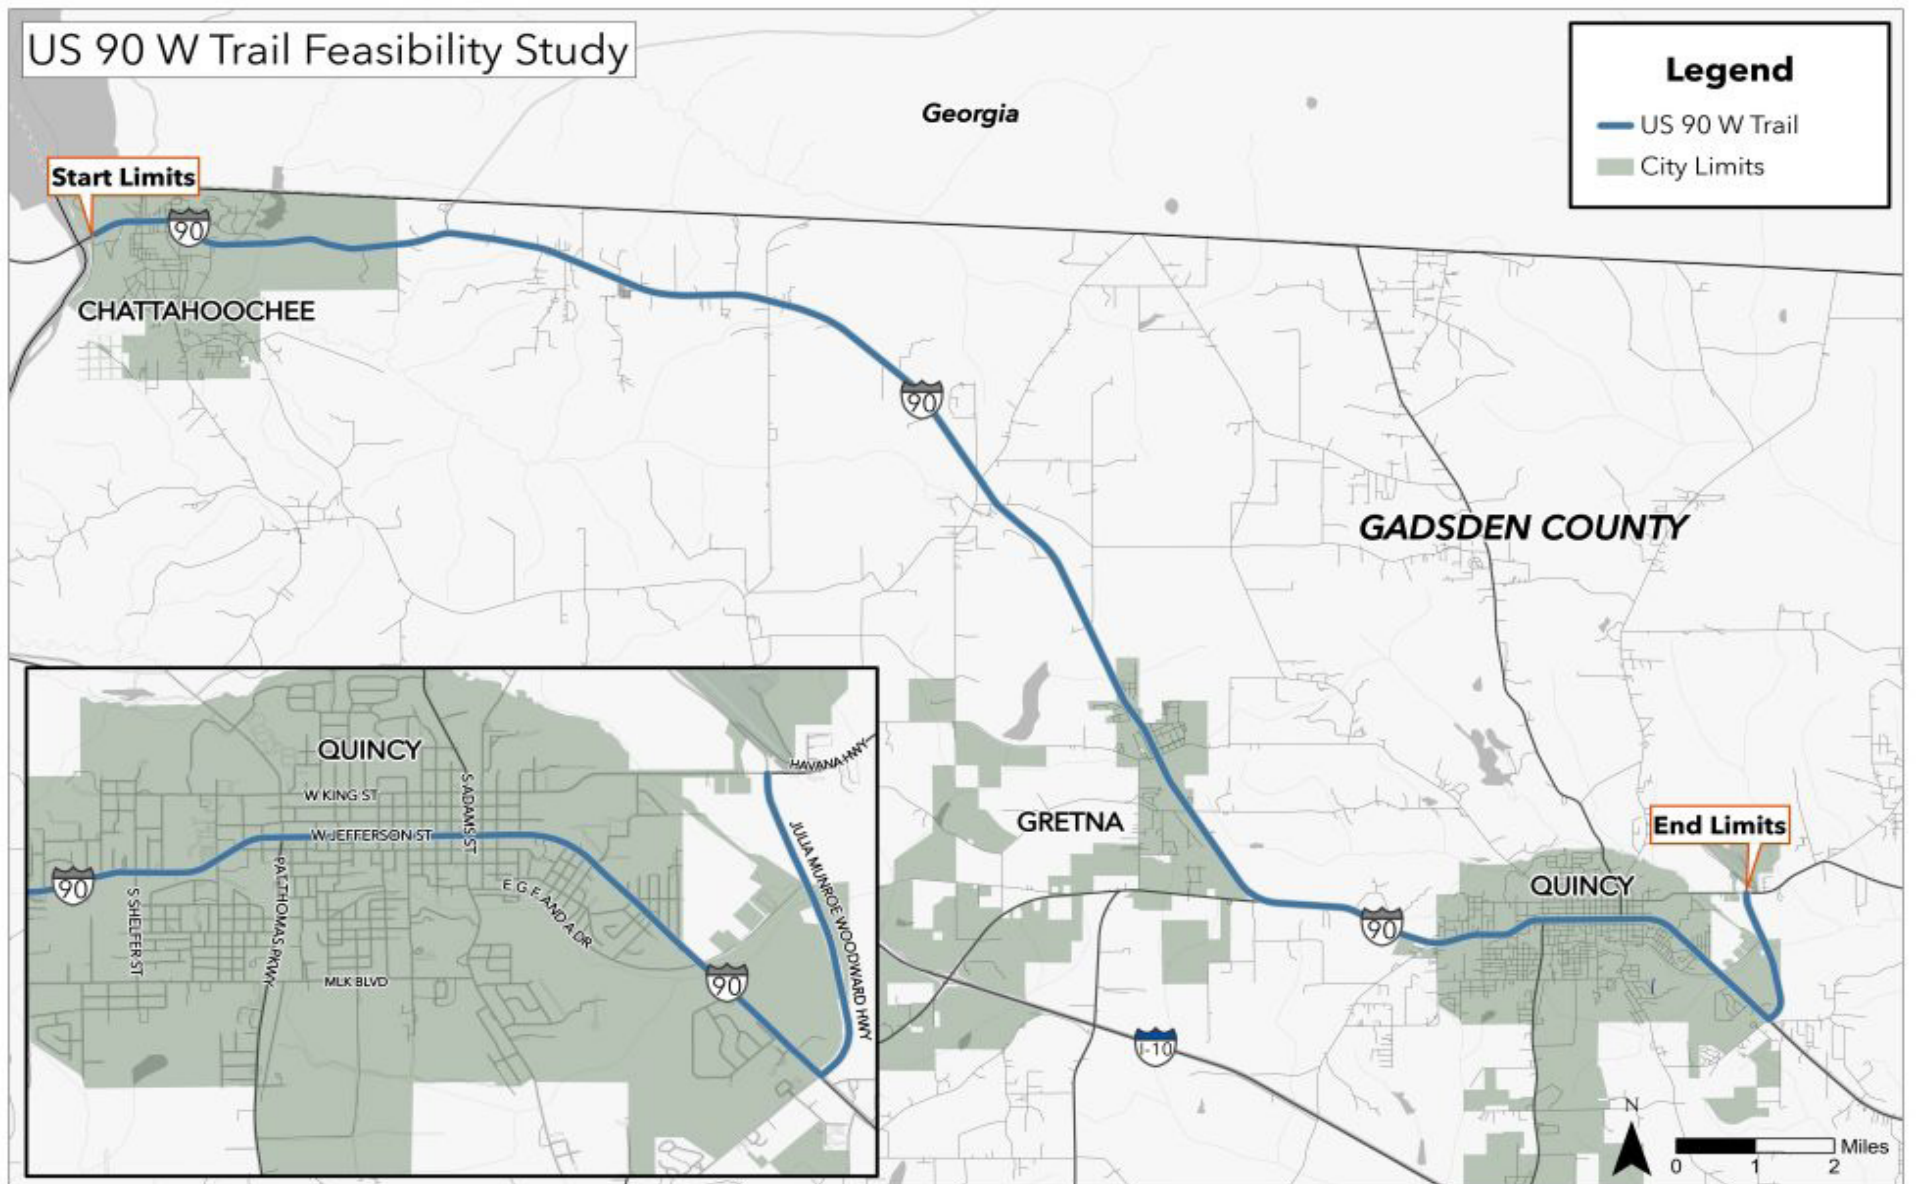 US 90 W Trail Feasibility Study
Legend
US 90 W Trail
City Limits
Georgia
Start Limits
90
CHATTAHOOCHEE
90
GADSDEN COUNTY
GRETNA
End Limits
QUINCY
90
I-10
N
Miles
0 1 2
QUINCY
HAVANA HWY
W KING ST
S ADAMS ST
W JEFFERSON ST
JULIA MUNROE WOODWARD HWY
90
S SHELFER ST
PAT THOMAS PKWY
E G F AND A DR
MLK BLVD
90